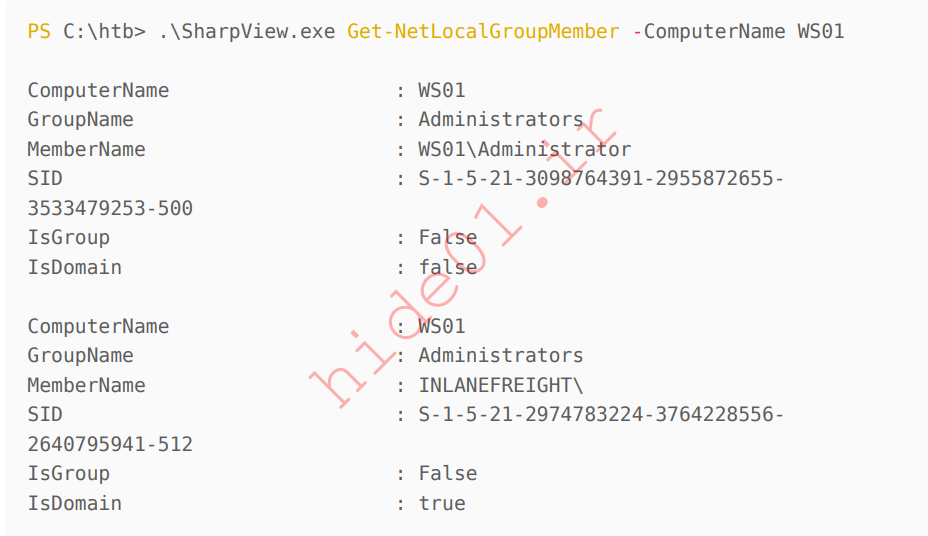 PS C:\htb> .\SharpView.exe Get-NetLocalGroupMember -ComputerName WS01
ComputerName : WS01
GroupName : Administrators
MemberName : WS01\Administrator
SID : S-1-5-21-3098764391-2955872655-
3533479253-500
IsGroup : False
IsDomain : false
ComputerName : WS01
GroupName : Administrators
MemberName : INLANEFREIGHT\
SID : S-1-5-21-2974783224-3764228556-
2640795941-512
IsGroup : False
IsDomain : true
hide01.ir